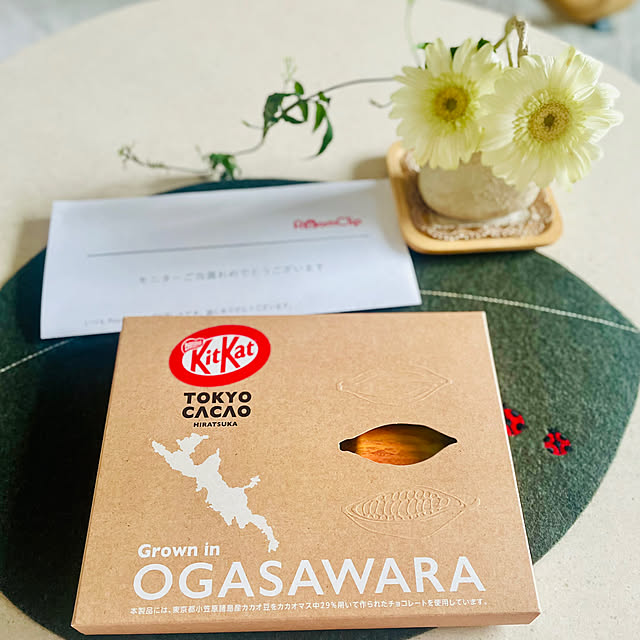 RoomClip
モニターご当選おめでとうございます
Nestlé
KitKat
TOKYO
CACAO
HIRATSUKA
Grown in
OGASAWARA
本製品には、東京都小笠原諸島産カカオ豆をカカオマス中29%用いて作られたチョコレートを使用しています。